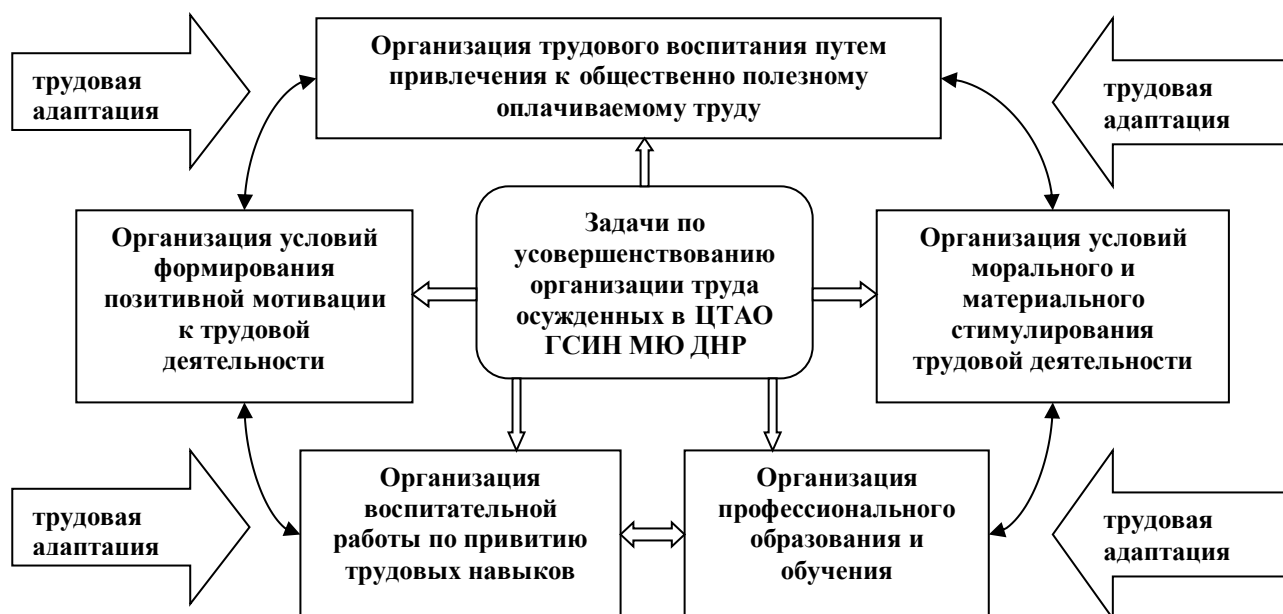 Организация трудового воспитания путем
привлечения к общественно полезному
оплачиваемому труду
трудовая
адаптация
трудовая
адаптация
Организация условий
формирования
позитивной мотивации
к трудовой
деятельности
Задачи по
усовершенствованию
организации труда
осужденных в ЦТАО
ГСИН МЮ ДНР
Организация условий
морального и
материального
стимулирования
трудовой деятельности
трудовая
адаптация
Организация
воспитательной
работы по привитию
трудовых навыков
Организация
профессионального
образования и
обучения
трудовая
адаптация